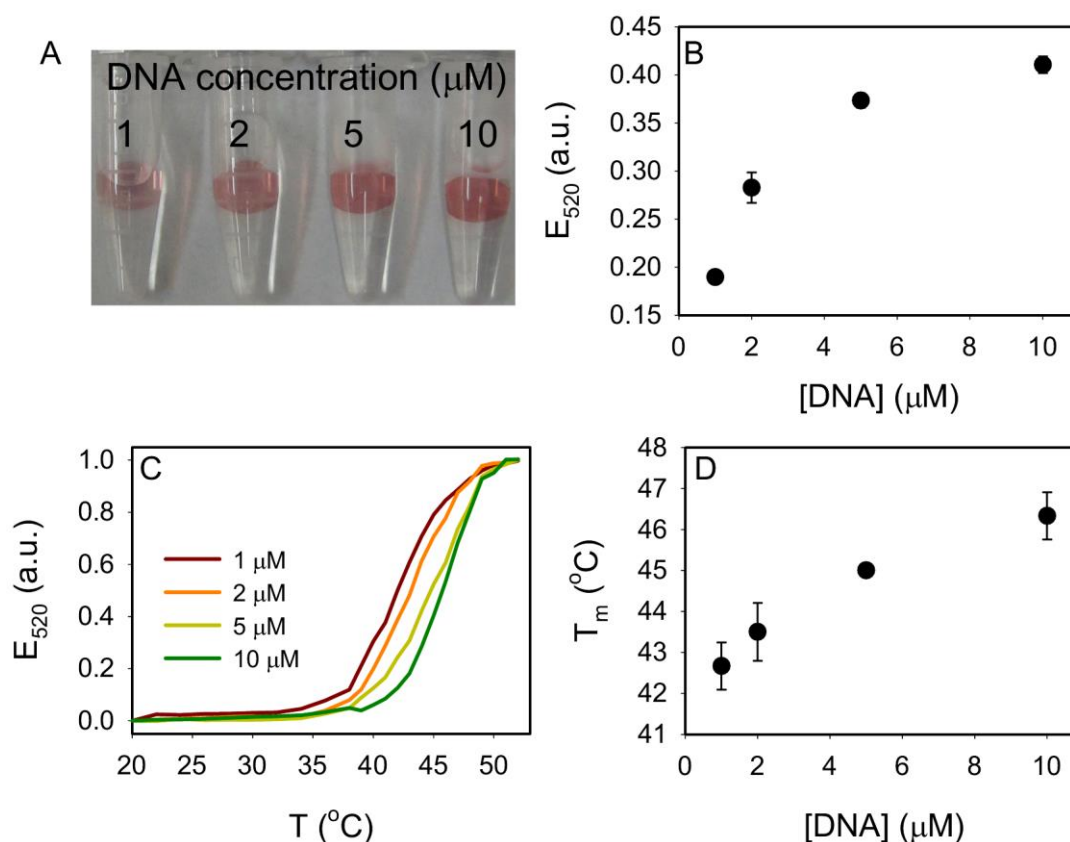 A
DNA concentration (μM)
1 2 5 10
B
E520 (a.u.)
0.40
0.35
0.30
0.25
0.20
0.15
0 2 4 6 8 10
[DNA] (μM)
0.45
C
E520 (a.u.)
1.0
0.8
0.6
0.4
0.2
0.0
1 μM
2 μM
5 μM
10 μM
20 25 30 35 40 45 50
T (°C)
D
Tm (°C)
48
47
46
45
44
43
42
41
0 2 4 6 8 10
[DNA] (μM)